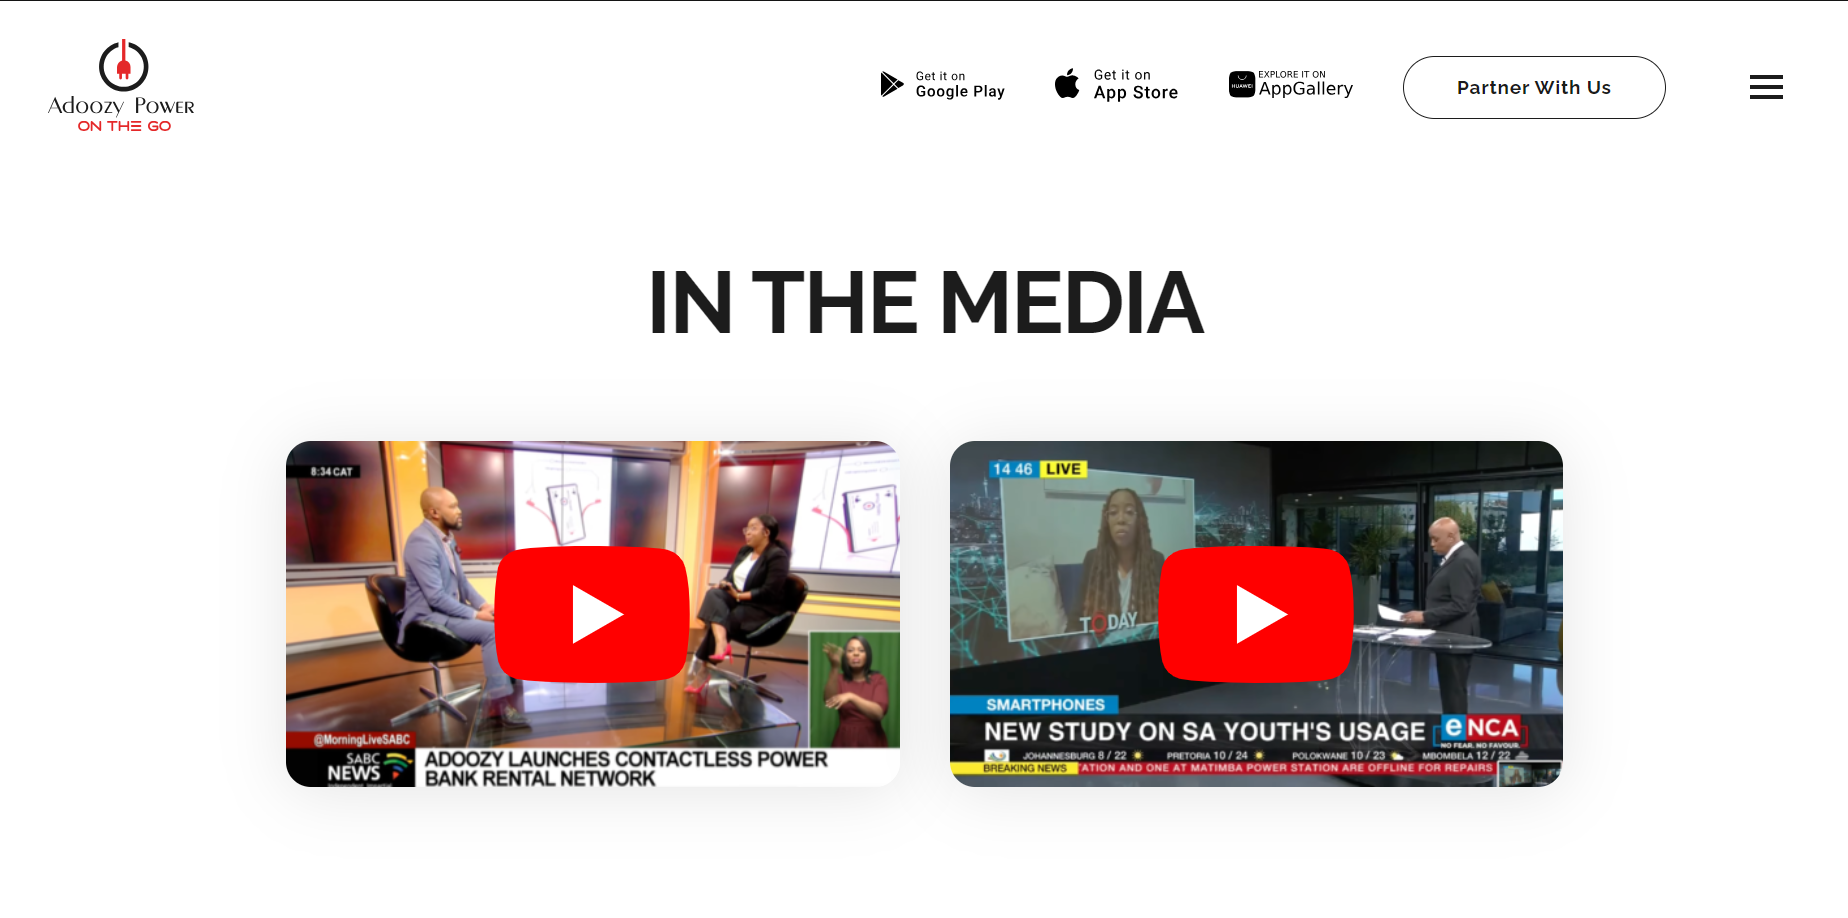 Adoozy Power
ON THE GO
Get it on
Google Play
Get it on
App Store
HUAWEI
EXPLORE IT ON
AppGallery
Partner With Us
IN THE MEDIA
8:34 CAT
@MorningLiveSABC
SABC
NEWS
ADOOZY LAUNCHES CONTACTLESS POWER
BANK RENTAL NETWORK
14 46 LIVE
TODAY
SMARTPHONES
NEW STUDY ON SA YOUTH'S USAGE
eNCA
NO FEAR. NO FAVOUR.
JOHANNESBURG 8 / 22 PRETORIA 10 / 24 POLOKWANE 10 / 23 MBOMBELA 12 / 22
BREAKING NEWS TATION AND ONE AT MATIMBA POWER STATION ARE OFFLINE FOR REPAIRS